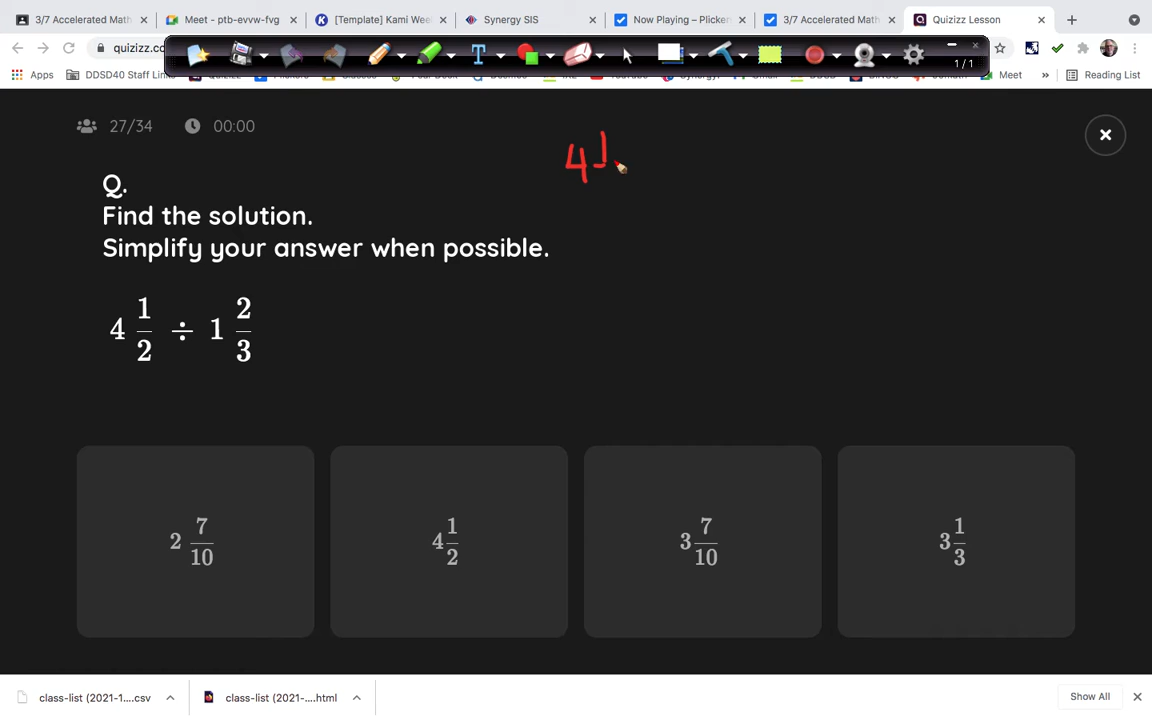 3/7 Accelerated Math
Meet - ptb-evvw-fvg
[Template] Kami Wee
Synergy SIS
Now Playing – Plicker
3/7 Accelerated Math
Quizizz Lesson
quizizz.co
1 / 1
Apps
DDSD40 Staff Links
Meet
Reading List
27/34
00:00
4 1
Q.
Find the solution.
Simplify your answer when possible.
4 1/2 ÷ 1 2/3
2 7/10
4 1/2
3 7/10
3 1/3
class-list (2021-1....csv
class-list (2021-....html
Show All